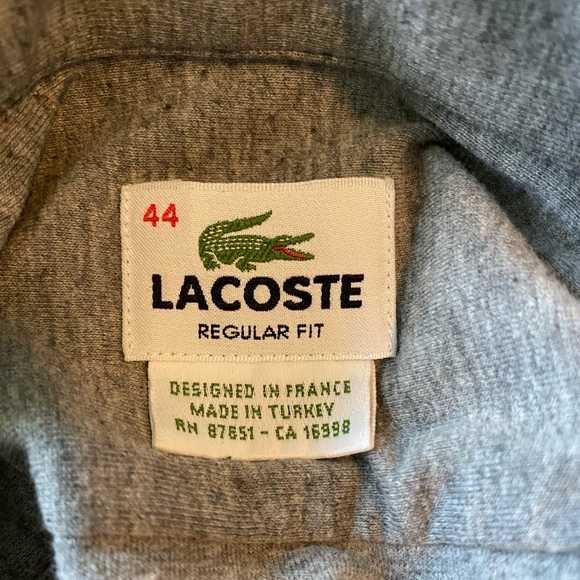 44
LACOSTE
REGULAR FIT
DESIGNED IN FRANCE
MADE IN TURKEY
RN 87651 - CA 16998